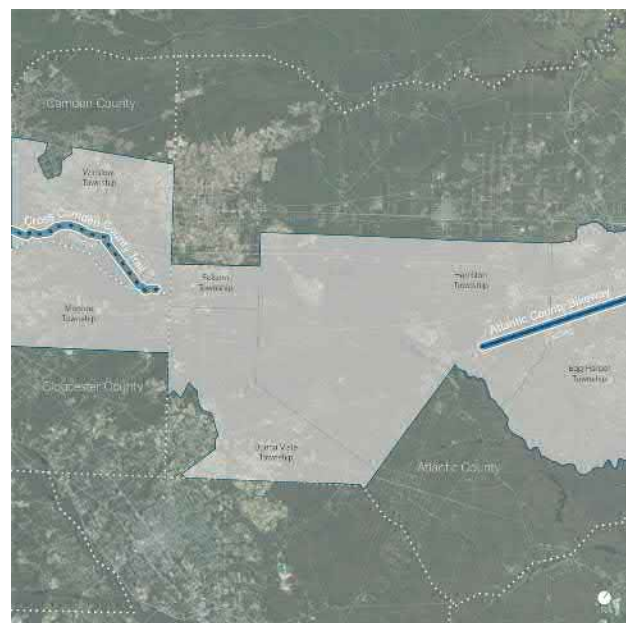 Camden County
Winslow
Township
Cross Camden County Trail
Folsom
Township
Hamilton
Township
Monroe
Township
Atlantic County Bikeway
Egg Harbor
Township
Gloucester County
Buena Vista
Township
Atlantic County